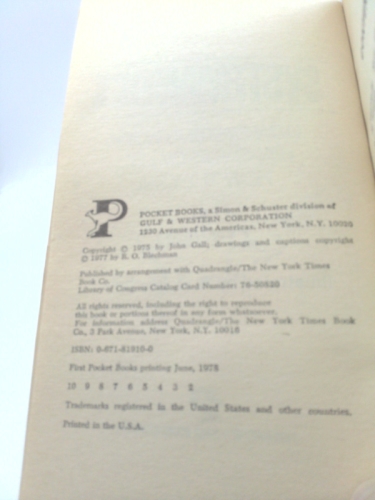 P
POCKET BOOKS, a Simon & Schuster division of
GULF & WESTERN CORPORATION
1230 Avenue of the Americas, New York, N.Y. 10020
Copyright © 1975 by John Gall; drawings and captions copyright
© 1977 by R. O. Blechman
Published by arrangement with Quadrangle/The New York Times
Book Co.
Library of Congress Catalog Card Number:
All rights reserved, including the right to reproduce
this book or portions thereof in any form whatsoever.
For information address Quadrangle/The New York Times Book
Co., 3 Park Avenue, New York, N.Y. 10016
ISBN: 0-671-81910-0
First Pocket Books printing June, 1978
10 9 8 7 6 5 4 3 2
Trademarks registered in the United States and other countries.
Printed in the U.S.A.